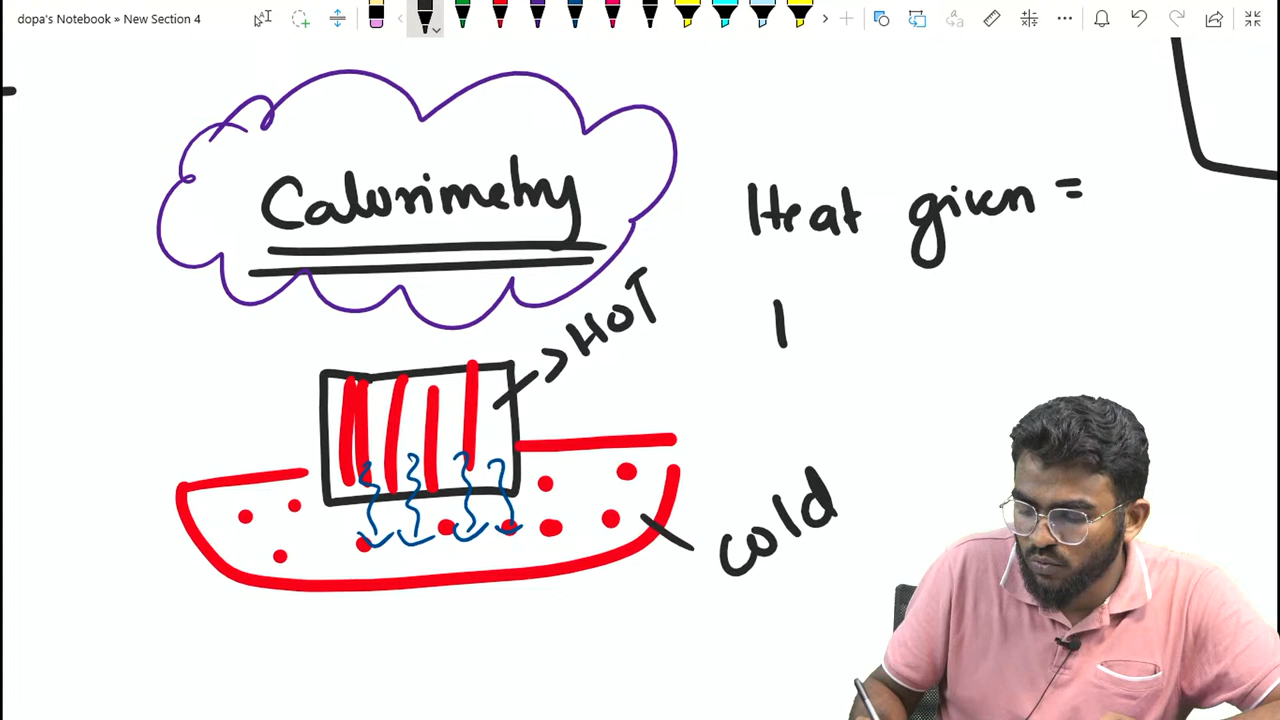 dopa's Notebook » New Section 4
Calorimetry
Heat given =
HOT
cold